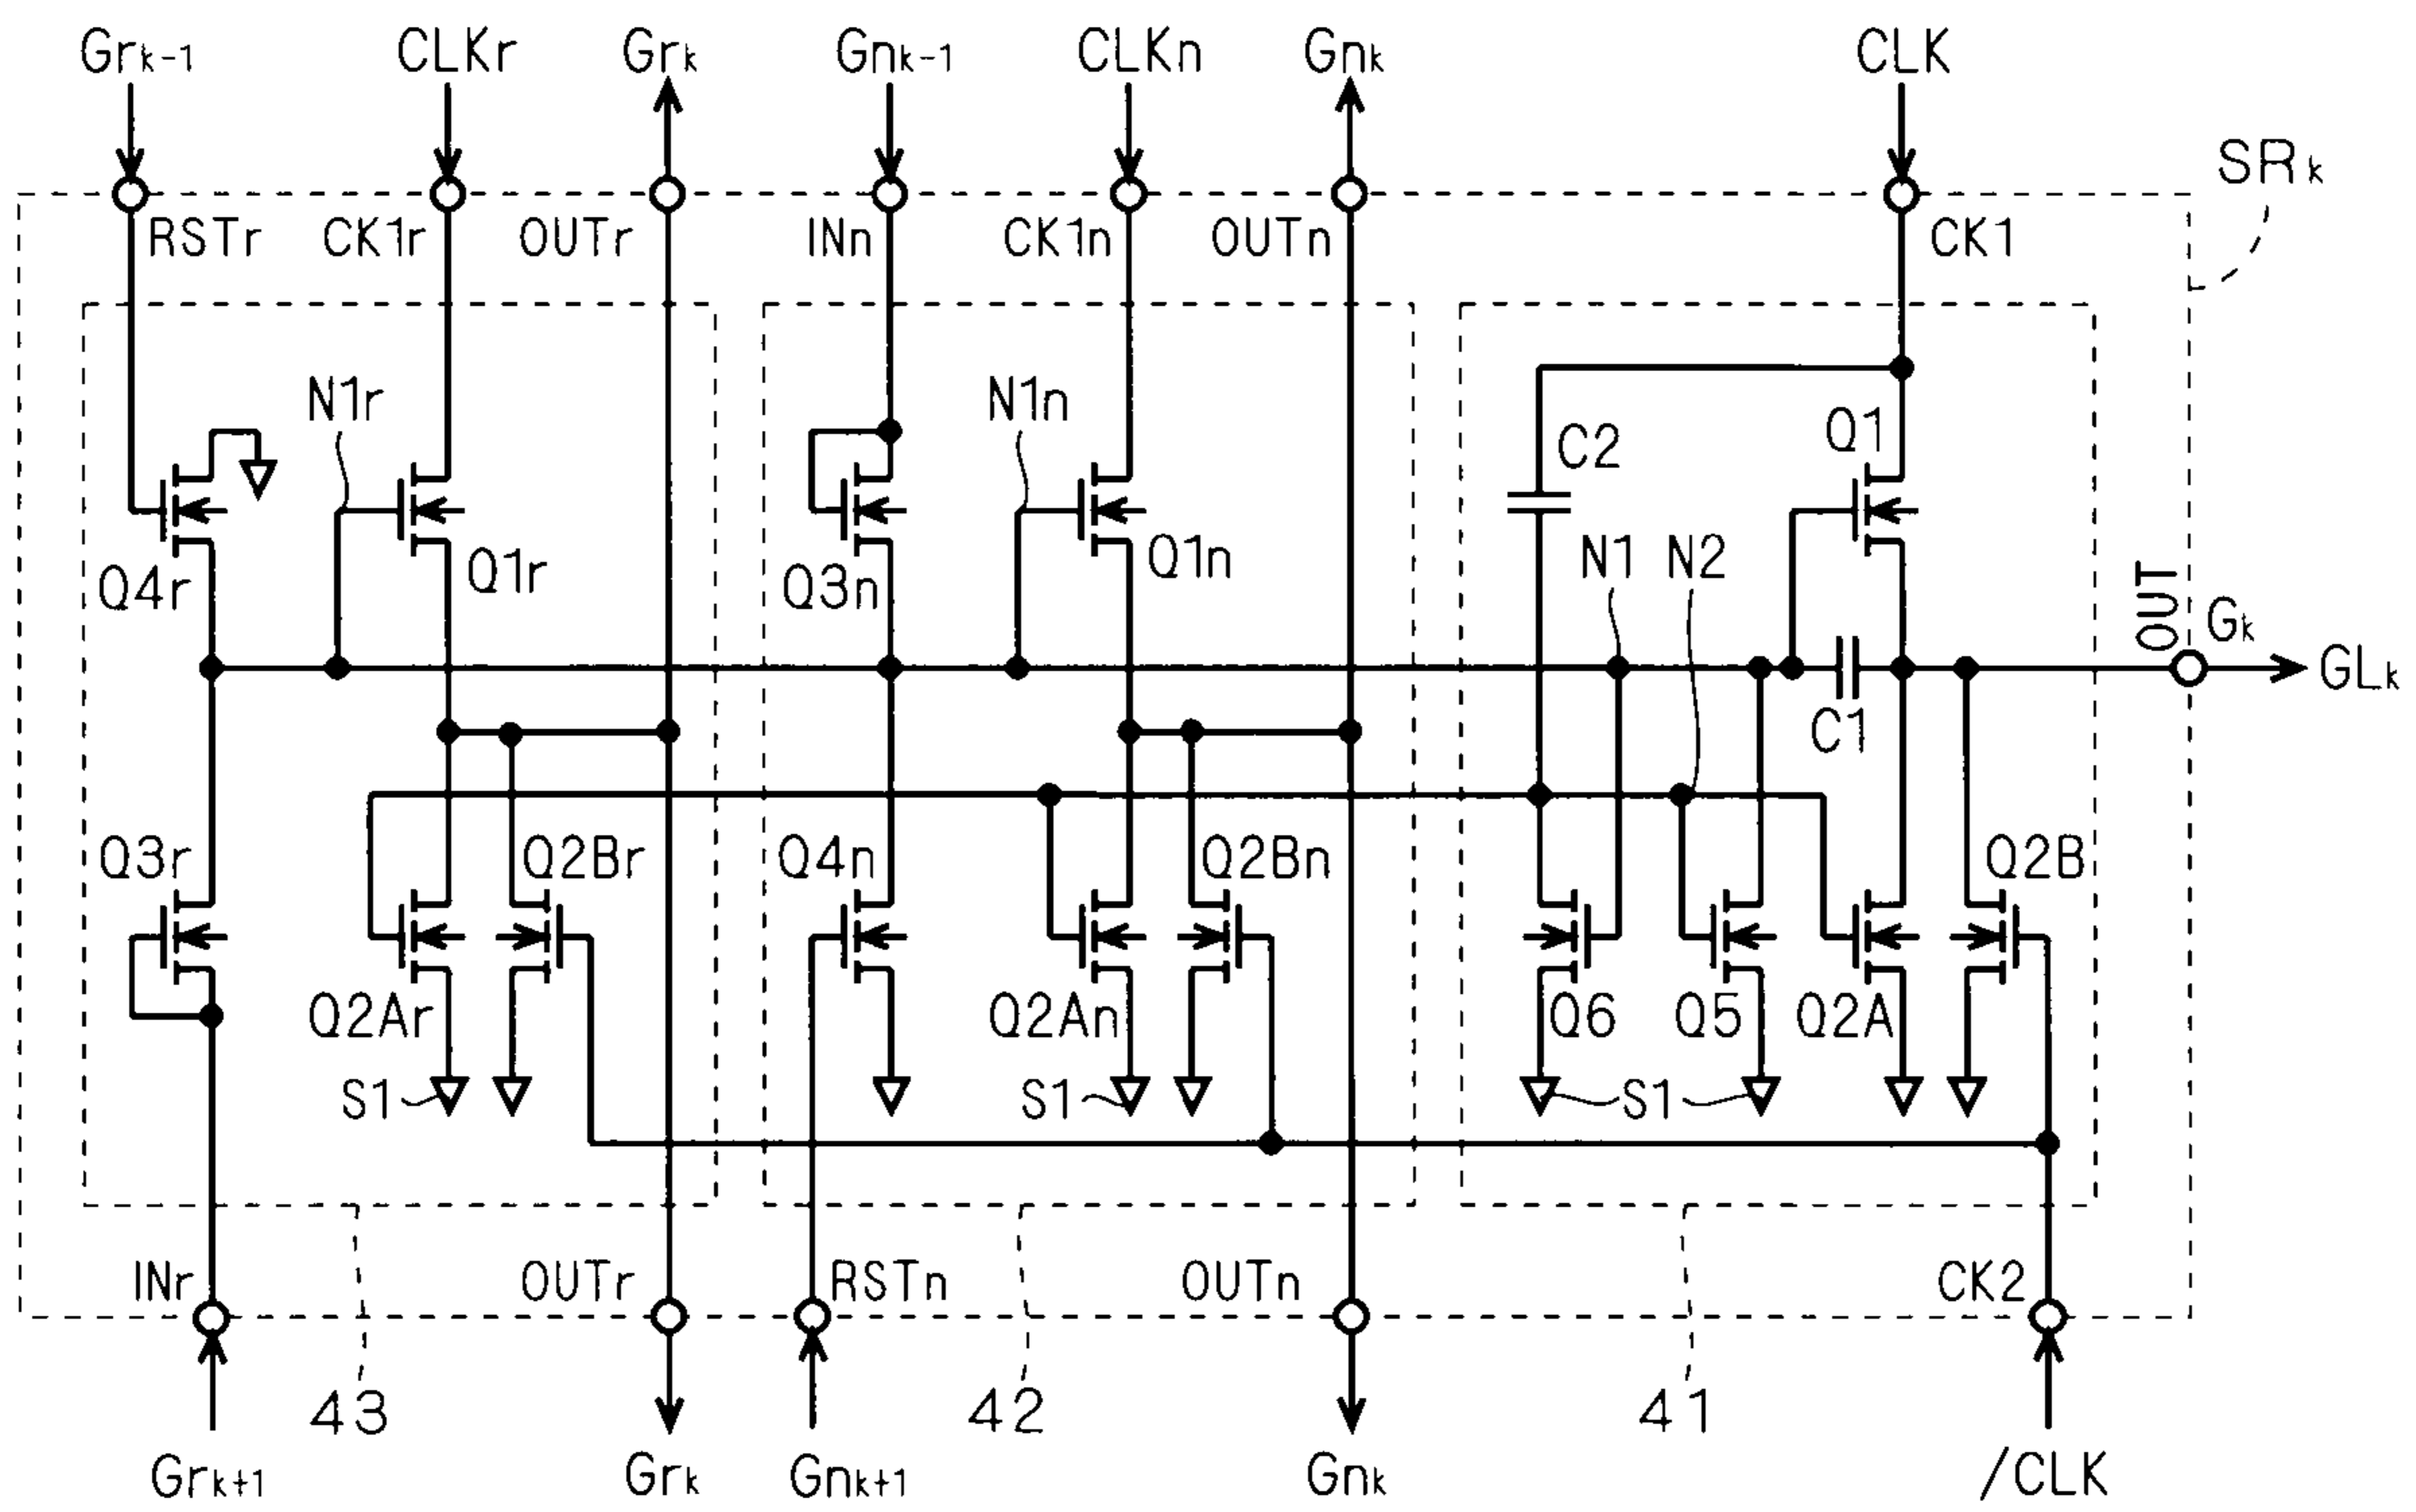 Grk-1 CLKr Grk Gnk-1 CLKn Gnk CLK
SRk
RSTr CK1r OUTr INn CK1n OUTn CK1
N1r N1n Q1
C2
Q4r Q1r Q3n Q1n N1 N2 OUT Gk
GLk
C1
Q3r Q2Br Q4n Q2Bn Q2B
Q2Ar Q2An Q6 Q5 Q2A
S1 S1 S1
INr OUTr RSTn OUTn CK2
43 42 41
Grk+1 Grk Gnk+1 Gnk /CLK